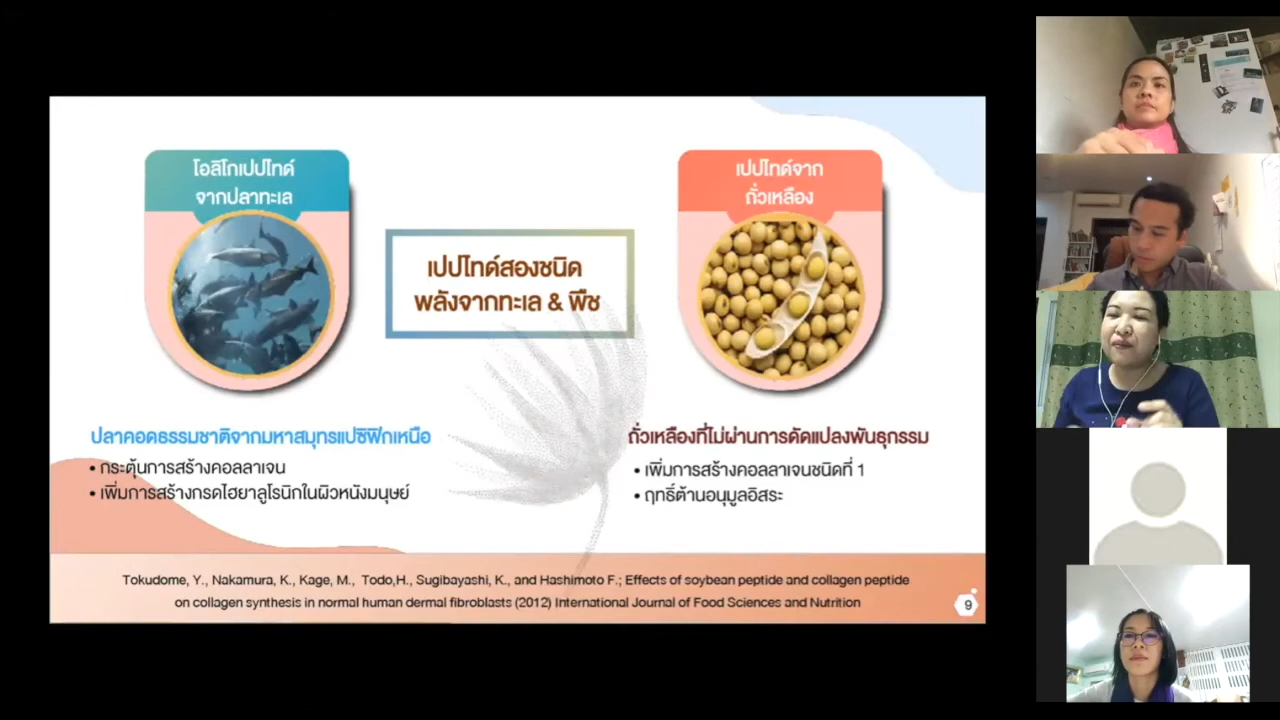 โอลิโกเปปไทด์
จากปลาทะเล
เปปไทด์จาก
ถั่วเหลือง
เปปไทด์สองชนิด
พลังจากทะเล & พืช
ปลาคอดธรรมชาติจากมหาสมุทรแปซิฟิกเหนือ
• กระตุ้นการสร้างคอลลาเจน
• เพิ่มการสร้างกรดไฮยาลูโรนิกในผิวหนังมนุษย์
ถั่วเหลืองที่ไม่ผ่านการดัดแปลงพันธุกรรม
• เพิ่มการสร้างคอลลาเจนชนิดที่ 1
• ฤทธิ์ต้านอนุมูลอิสระ
Tokudome, Y., Nakamura, K., Kage, M., Todo,H., Sugibayashi, K., and Hashimoto F.; Effects of soybean peptide and collagen peptide
on collagen synthesis in normal human dermal fibroblasts (2012) International Journal of Food Sciences and Nutrition
9